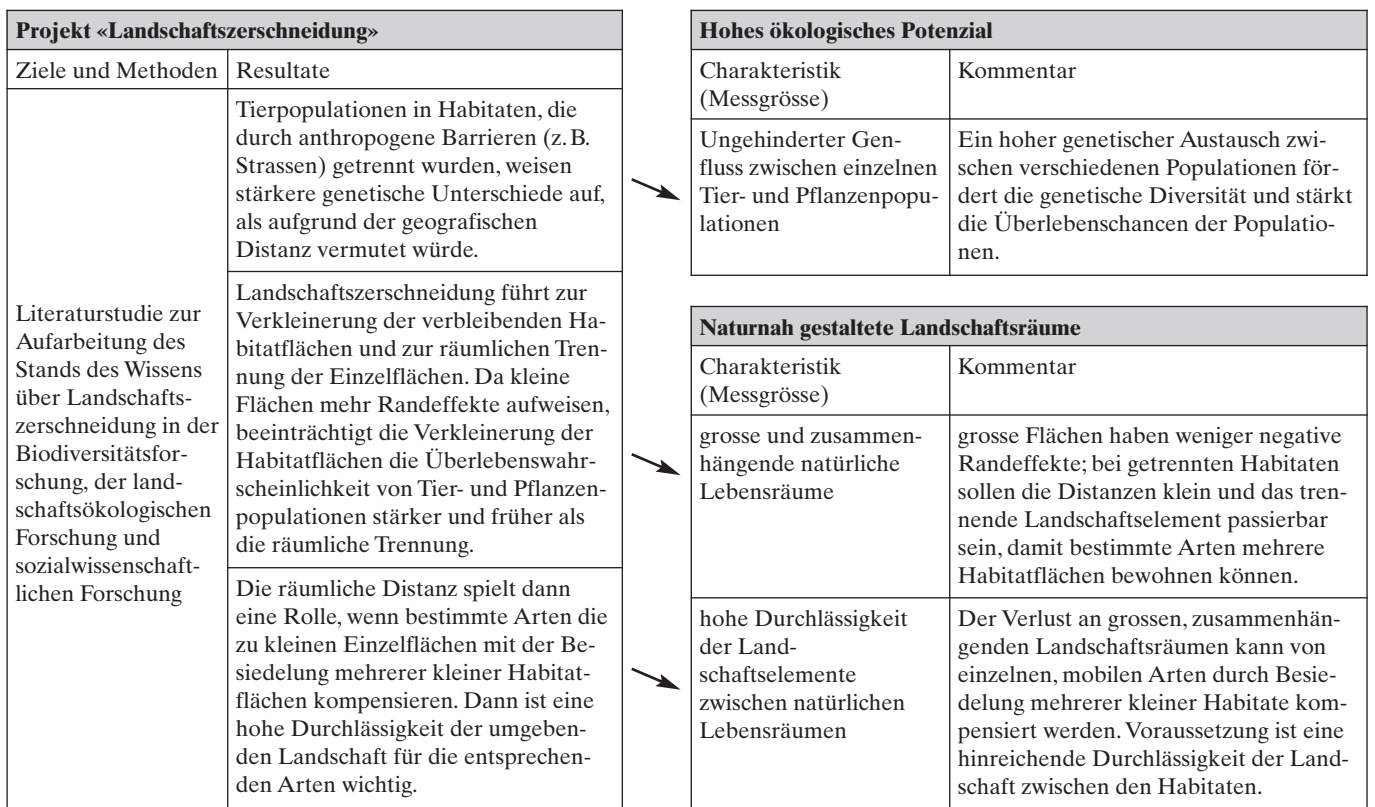 Projekt «Landschaftszerschneidung»
Ziele und Methoden
Resultate
Literaturstudie zur
Aufarbeitung des
Stands des Wissens
über Landschafts-
zerschneidung in der
Biodiversitätsfor-
schung, der land-
schaftsökologischen
Forschung und
sozialwissenschaft-
lichen Forschung
Tierpopulationen in Habitaten, die
durch anthropogene Barrieren (z. B.
Strassen) getrennt wurden, weisen
stärkere genetische Unterschiede auf,
als aufgrund der geografischen
Distanz vermutet würde.
Landschaftszerschneidung führt zur
Verkleinerung der verbleibenden Ha-
bitatflächen und zur räumlichen Tren-
nung der Einzelflächen. Da kleine
Flächen mehr Randeffekte aufweisen,
beeinträchtigt die Verkleinerung der
Habitatflächen die Überlebenswahr-
scheinlichkeit von Tier- und Pflanzen-
populationen stärker und früher als
die räumliche Trennung.
Die räumliche Distanz spielt dann
eine Rolle, wenn bestimmte Arten die
zu kleinen Einzelflächen mit der Be-
siedelung mehrerer kleiner Habitat-
flächen kompensieren. Dann ist eine
hohe Durchlässigkeit der umgeben-
den Landschaft für die entsprechen-
den Arten wichtig.
Hohes ökologisches Potenzial
Charakteristik
(Messgrösse)
Kommentar
Ungehinderter Gen-
fluss zwischen einzelnen
Tier- und Pflanzenpopu-
lationen
Ein hoher genetischer Austausch zwi-
schen verschiedenen Populationen för-
dert die genetische Diversität und stärkt
die Überlebenschancen der Populatio-
nen.
Naturnah gestaltete Landschaftsräume
Charakteristik
(Messgrösse)
Kommentar
grosse und zusammen-
hängende natürliche
Lebensräume
grosse Flächen haben weniger negative
Randeffekte; bei getrennten Habitaten
sollen die Distanzen klein und das tren-
nende Landschaftselement passierbar
sein, damit bestimmte Arten mehrere
Habitatflächen bewohnen können.
hohe Durchlässigkeit
der Land-
schaftselemente
zwischen natürlichen
Lebensräumen
Der Verlust an grossen, zusammenhän-
genden Landschaftsräumen kann von
einzelnen, mobilen Arten durch Besie-
delung mehrerer kleiner Habitate kom-
pensiert werden. Voraussetzung ist eine
hinreichende Durchlässigkeit der Land-
schaft zwischen den Habitaten.